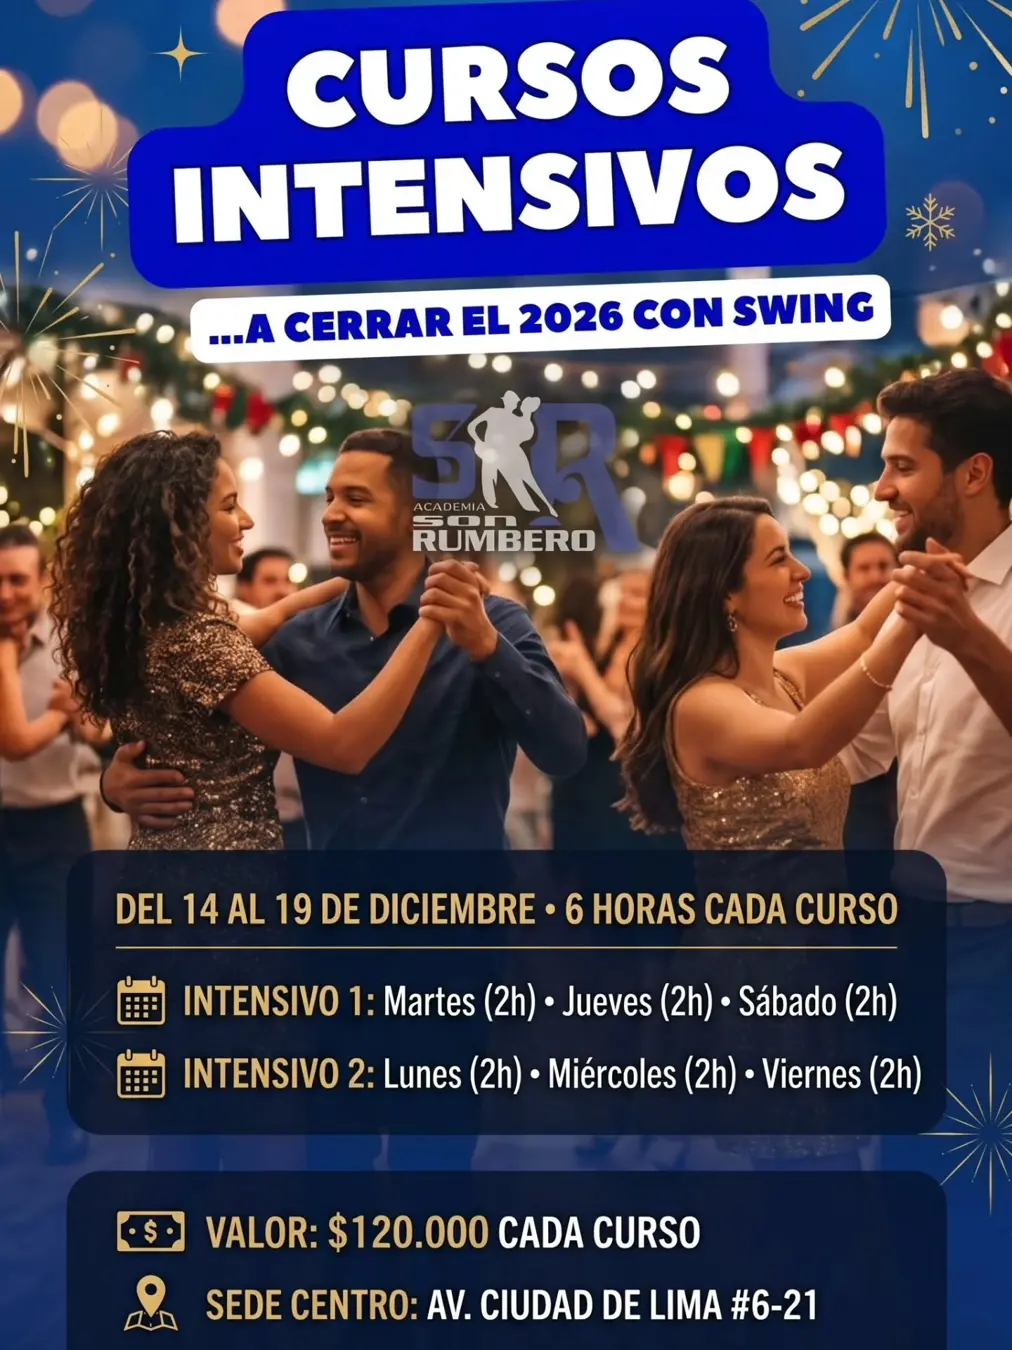 CURSOS
INTENSIVOS
...A CERRAR EL 2026 CON SWING
SR
ACADEMIA
SON
RUMBERO
DEL 14 AL 19 DE DICIEMBRE • 6 HORAS CADA CURSO
INTENSIVO 1: Martes (2h) • Jueves (2h) • Sábado (2h)
INTENSIVO 2: Lunes (2h) • Miércoles (2h) • Viernes (2h)
$ VALOR: $120.000 CADA CURSO
SEDE CENTRO: AV. CIUDAD DE LIMA #6-21